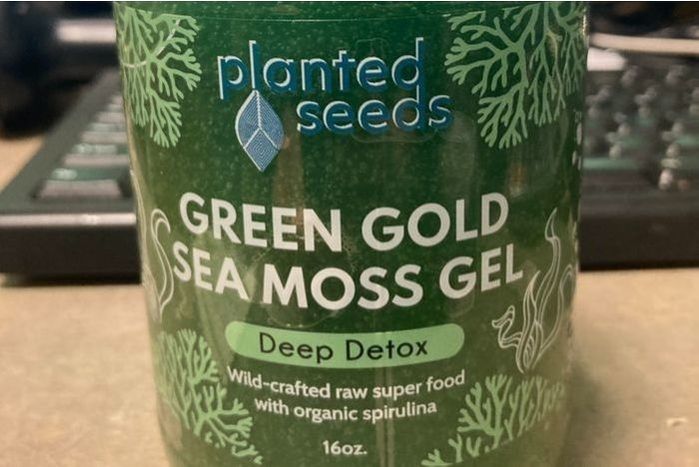 planted
seeds
GREEN GOLD
SEA MOSS GEL
Deep Detox
Wild-crafted raw super food
with organic spirulina
16oz.